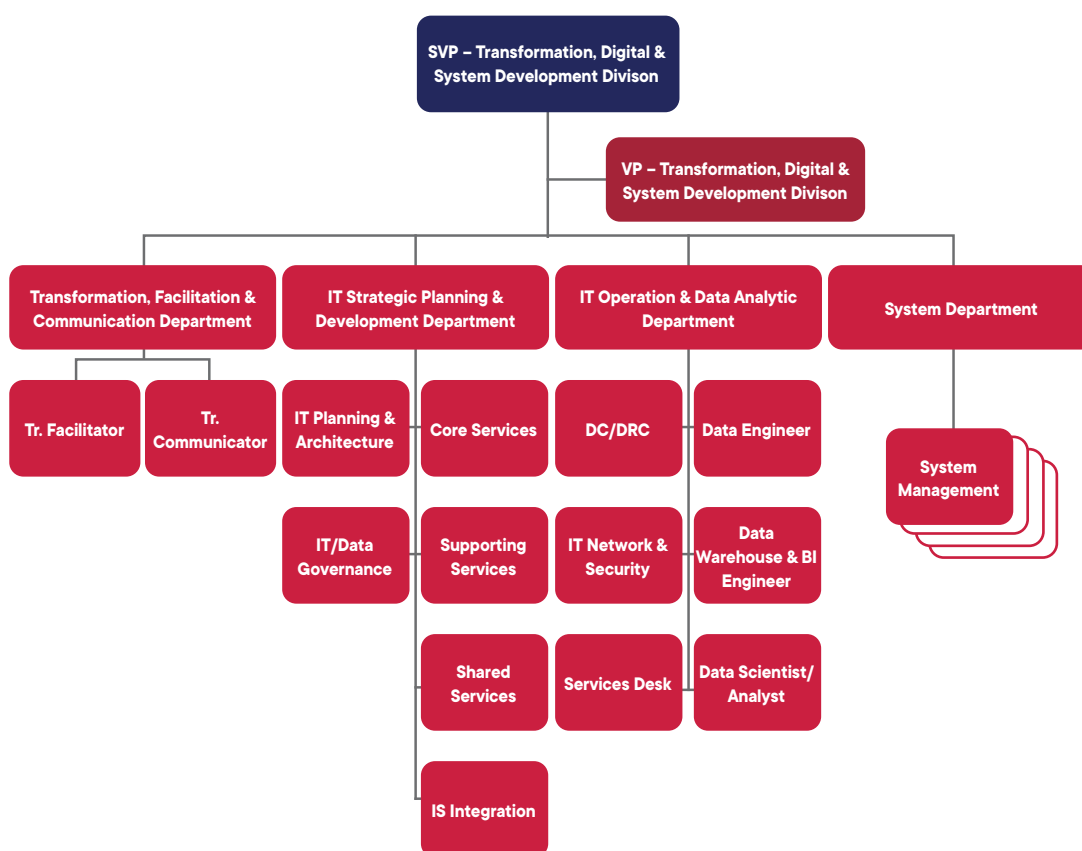 SVP – Transformation, Digital &
System Development Divison
VP – Transformation, Digital &
System Development Divison
Transformation, Facilitation &
Communication Department
IT Strategic Planning &
Development Department
IT Operation & Data Analytic
Department
System Department
Tr. Facilitator
Tr.
Communicator
IT Planning &
Architecture
Core Services
DC/DRC
Data Engineer
System
Management
IT/Data
Governance
Supporting
Services
IT Network &
Security
Data
Warehouse & BI
Engineer
Shared
Services
Services Desk
Data Scientist/
Analyst
IS Integration